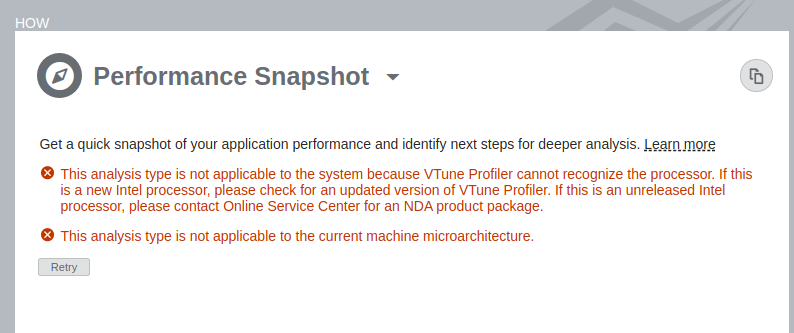 HOW
Performance Snapshot
Get a quick snapshot of your application performance and identify next steps for deeper analysis. Learn more
This analysis type is not applicable to the system because VTune Profiler cannot recognize the processor. If this
is a new Intel processor, please check for an updated version of VTune Profiler. If this is an unreleased Intel
processor, please contact Online Service Center for an NDA product package.
This analysis type is not applicable to the current machine microarchitecture.
Retry